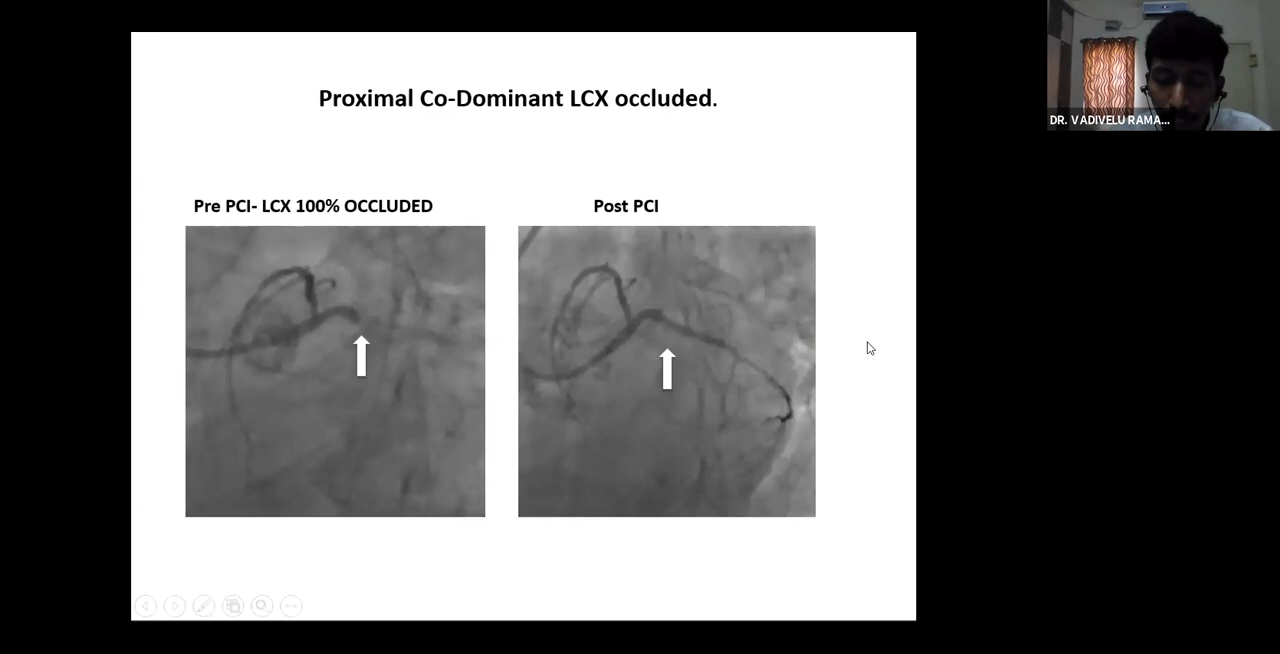 Proximal Co-Dominant LCX occluded.
Pre PCI- LCX 100% OCCLUDED
Post PCI
DR. VADIVELU RAMA...